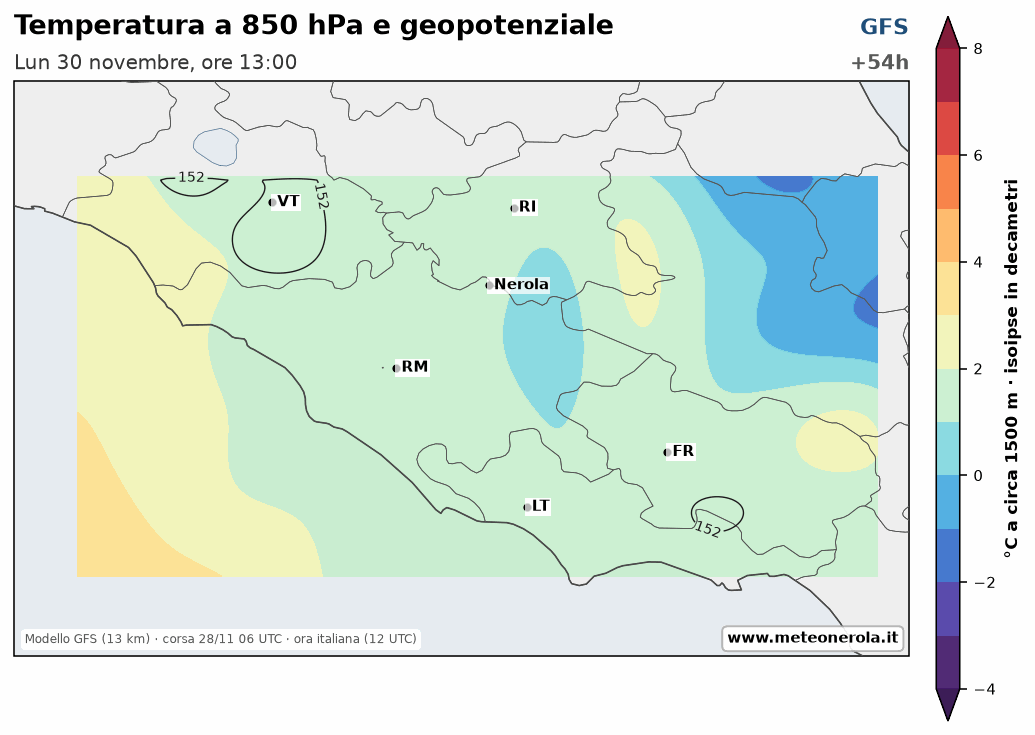 Temperatura a 850 hPa e geopotenziale
GFS
Lun 30 novembre, ore 13:00
+54h
152
152
VT
RI
Nerola
RM
FR
LT
152
Modello GFS (13 km) · corsa 28/11 06 UTC · ora italiana (12 UTC)
www.meteonerola.it
8
6
4
2
0
−2
−4
°C a circa 1500 m · isoipse in decametri